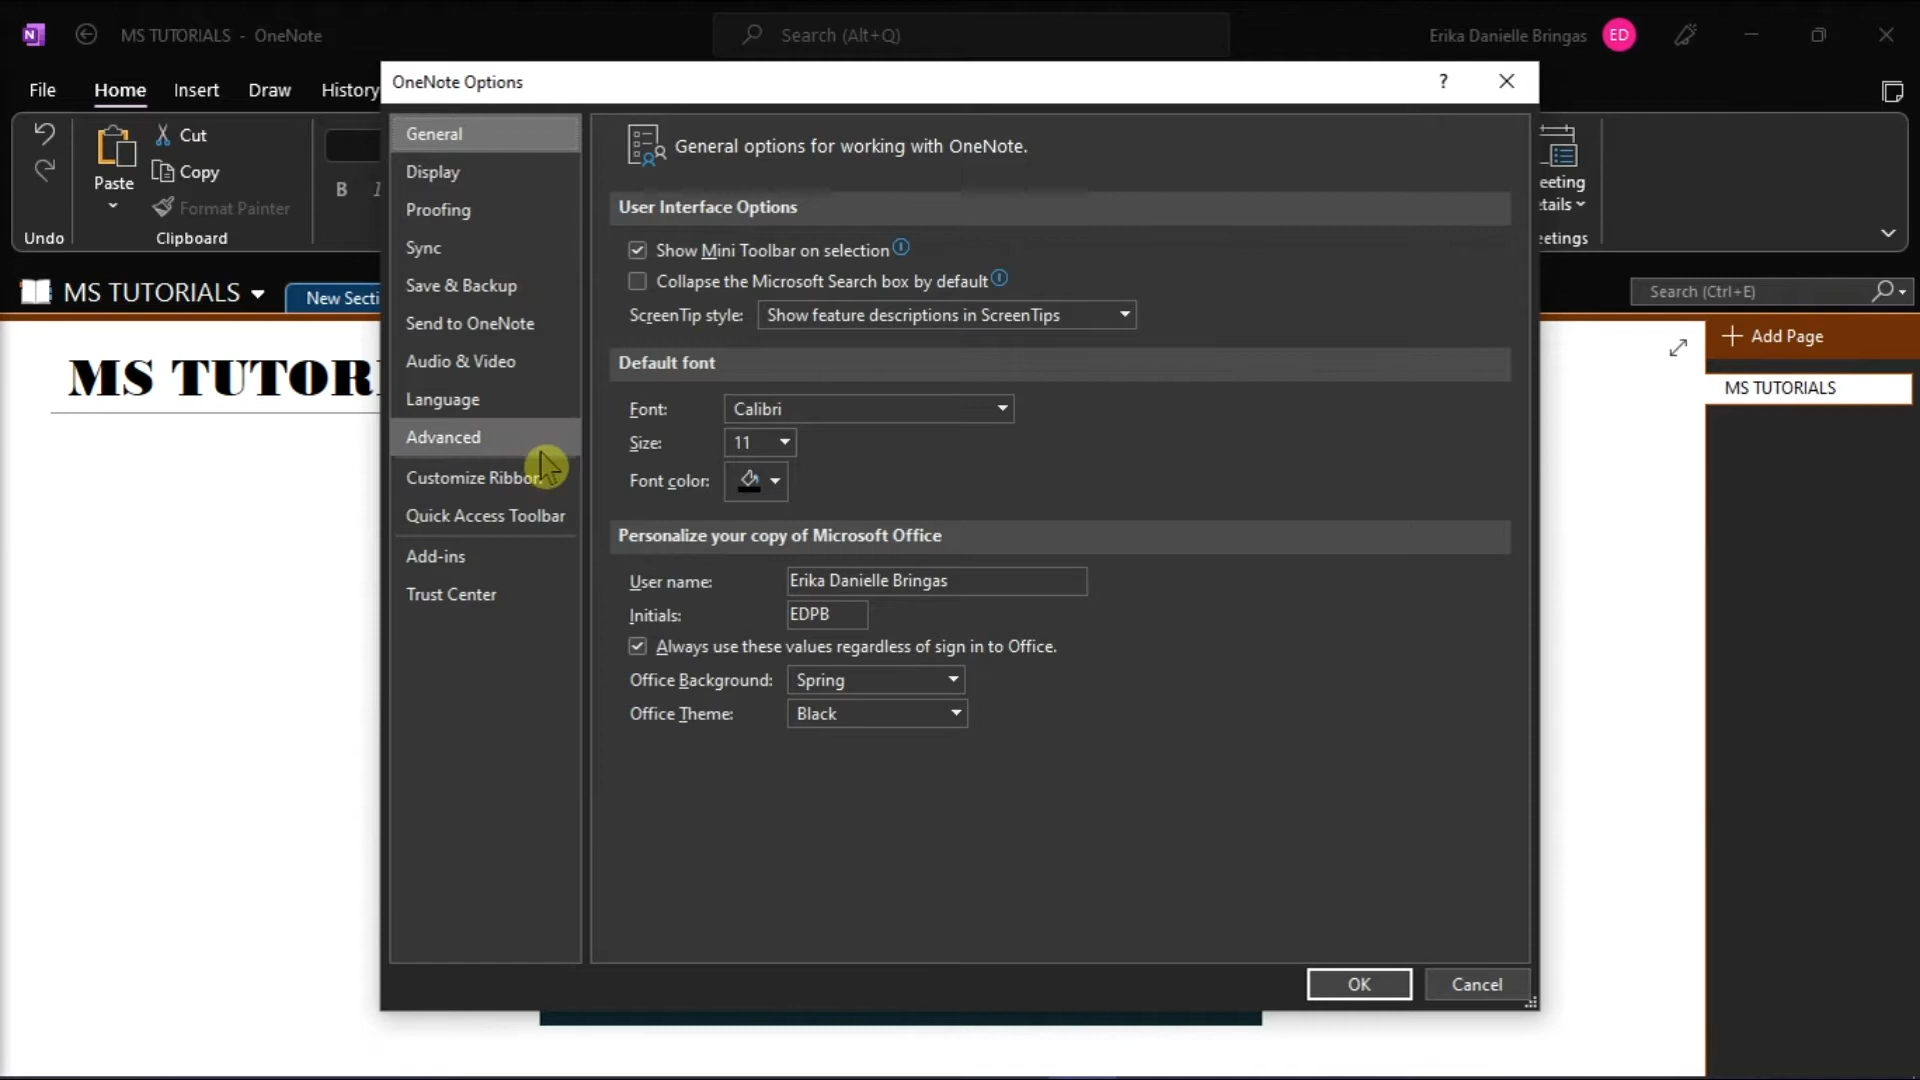 MS TUTORIALS - OneNote
Search (Alt+Q)
Erika Danielle Bringas
ED
File
Home
Insert
Draw
History
Undo
Paste
Cut
Copy
Format Painter
Clipboard
B
I
eeting
tails
eetings
MS TUTORIALS
New Secti
Search (Ctrl+E)
MS TUTORI
Add Page
MS TUTORIALS
OneNote Options
?
General
Display
Proofing
Sync
Save & Backup
Send to OneNote
Audio & Video
Language
Advanced
Customize Ribbon
Quick Access Toolbar
Add-ins
Trust Center
General options for working with OneNote.
User Interface Options
Show Mini Toolbar on selection
Collapse the Microsoft Search box by default
ScreenTip style: Show feature descriptions in ScreenTips
Default font
Font: Calibri
Size: 11
Font color:
Personalize your copy of Microsoft Office
User name: Erika Danielle Bringas
Initials: EDPB
Always use these values regardless of sign in to Office.
Office Background: Spring
Office Theme: Black
OK
Cancel